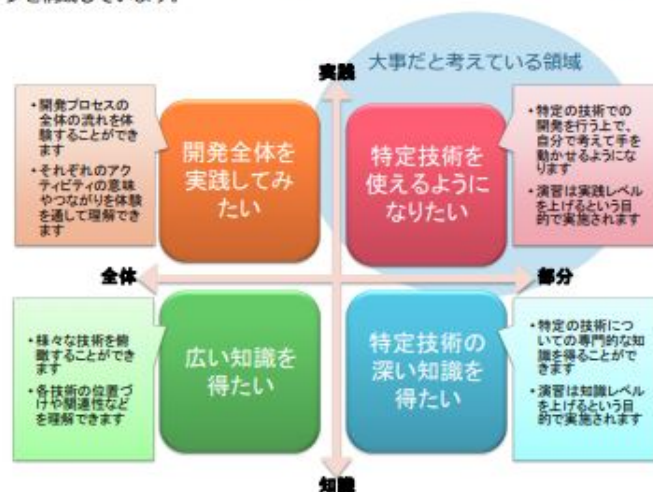 を構成しています。
実践
大事だと考えている領域
・開発プロセスの
全体の流れを体
験することができ
ます
・それぞれのアク
ティビティの意味
やつながりを体験
を通して理解でき
ます
開発全体を
実践してみ
たい
特定技術を
使えるように
なりたい
・特定の技術での
開発を行う上で、
自分で考えて手を
動かせるようにな
ります
・演習は実践レベル
を上げるという目
的で実施されます
全体
部分
・様々な技術を俯
瞰することができ
ます
・各技術の位置づ
けや関連性など
を理解できます
広い知識を
得たい
特定技術の
深い知識を
得たい
・特定の技術につ
いての専門的な知
識を得ることがで
きます
・演習は知識レベル
を上げるという目
的で実施されます
知識